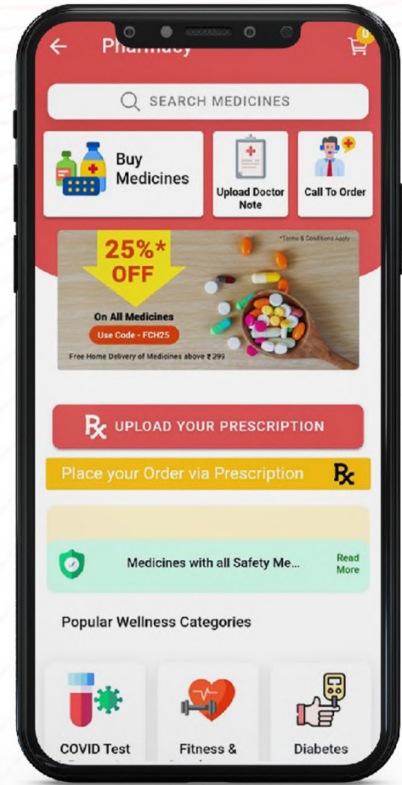 Pharmacy
0
SEARCH MEDICINES
Buy
Medicines
Upload Doctor
Note
Call To Order
25%*
OFF
*Terms & Conditions Apply
On All Medicines
Use Code - FCH25
Free Home Delivery of Medicines above ₹ 299
Rx UPLOAD YOUR PRESCRIPTION
Place your Order via Prescription Rx
Medicines with all Safety Me...
Read
More
Popular Wellness Categories
COVID Test
Fitness &
Diabetes